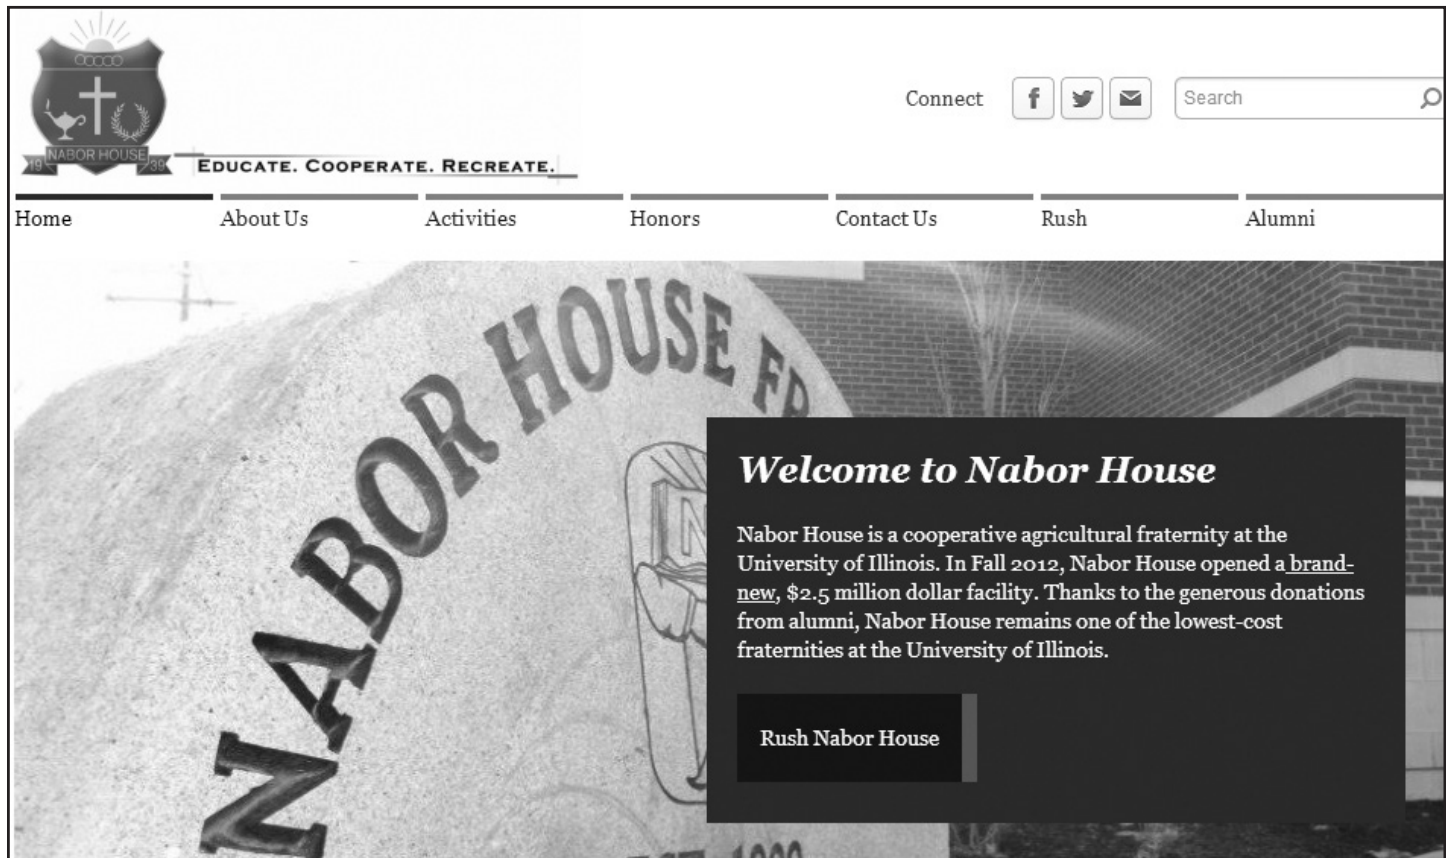 19 NABOR HOUSE 39
EDUCATE. COOPERATE. RECREATE.
Connect
Search
Home About Us Activities Honors Contact Us Rush Alumni
NABOR HOUSE
Welcome to Nabor House
Nabor House is a cooperative agricultural fraternity at the
University of Illinois. In Fall 2012, Nabor House opened a brand-
new, $2.5 million dollar facility. Thanks to the generous donations
from alumni, Nabor House remains one of the lowest-cost
fraternities at the University of Illinois.
Rush Nabor House